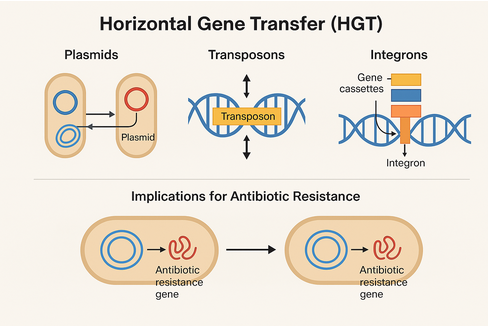 Horizontal Gene Transfer (HGT)
Plasmids
Transposons
Integrons
Plasmid
Transposon
Gene
cassettes
Integron
Implications for Antibiotic Resistance
Antibiotic
resistance
gene
Antibiotic
resistance
gene